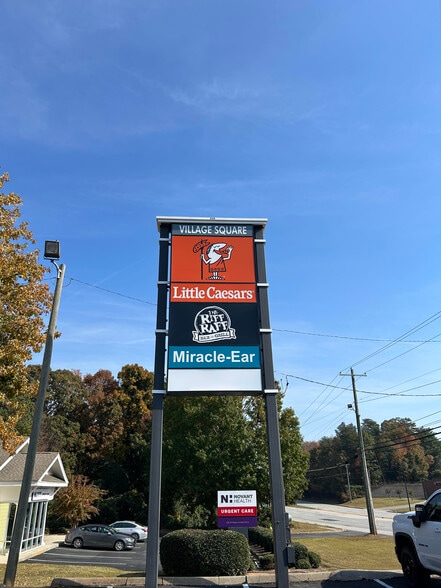 VILLAGE SQUARE
Little Caesars
THE
RIFF
RAFF
Miracle-Ear
N:
NOVANT
HEALTH
URGENT CARE